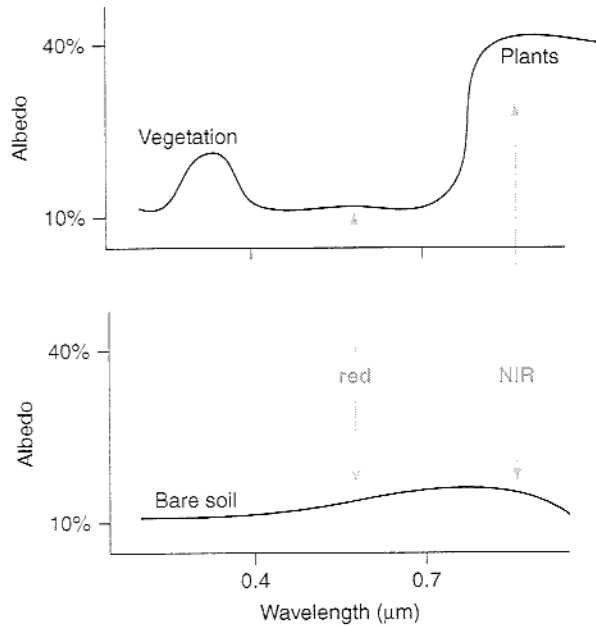 40%
Plants
Albedo
Vegetation
10%
40%
red NIR
Albedo
Bare soil
10%
0.4 0.7
Wavelength (μm)